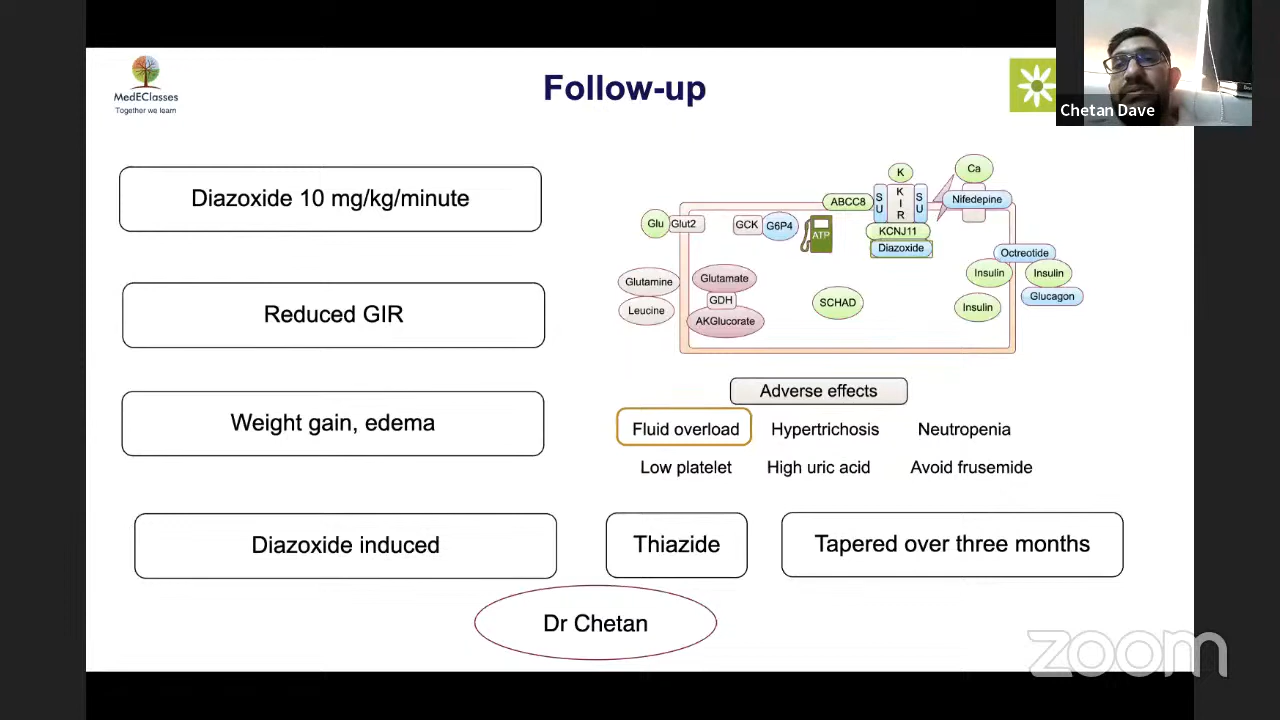 MedEClasses
Together we learn
Follow-up
Chetan Dave
Diazoxide 10 mg/kg/minute
Reduced GIR
Weight gain, edema
Diazoxide induced
Thiazide
Tapered over three months
Dr Chetan
K
Ca
ABCC8
SU
KIR
SU
Nifedepine
Glu
Glut2
GCK
G6P4
ATP
KCNJ11
Diazoxide
Octreotide
Insulin
Insulin
Glucagon
Insulin
Glutamine
Leucine
Glutamate
GDH
AKGlucorate
SCHAD
Adverse effects
Fluid overload
Hypertrichosis
Neutropenia
Low platelet
High uric acid
Avoid frusemide
zoom